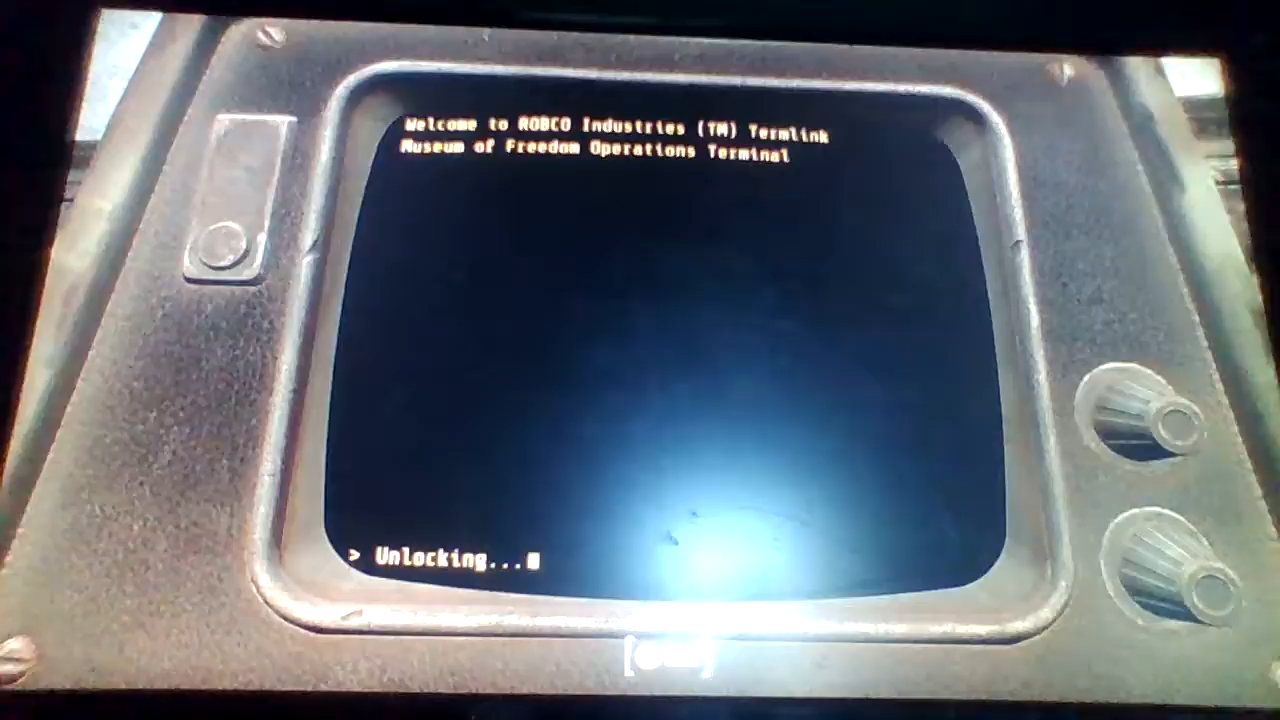 Welcome to ROBCO Industries (TM) Termlink
Museum of Freedom Operations Terminal
> Unlocking...